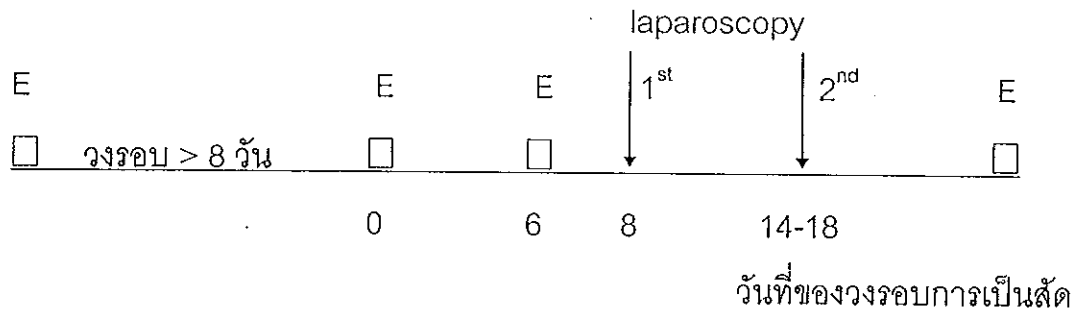 laparoscopy
E E E 1st 2nd E
วงรอบ > 8 วัน
0 6 8 14-18
วันที่ของวงรอบการเป็นสัด